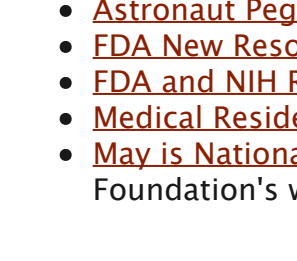 Astronaut Peg
FDA New Reso
FDA and NIH R
Medical Reside
May is Nationa
Foundation's w